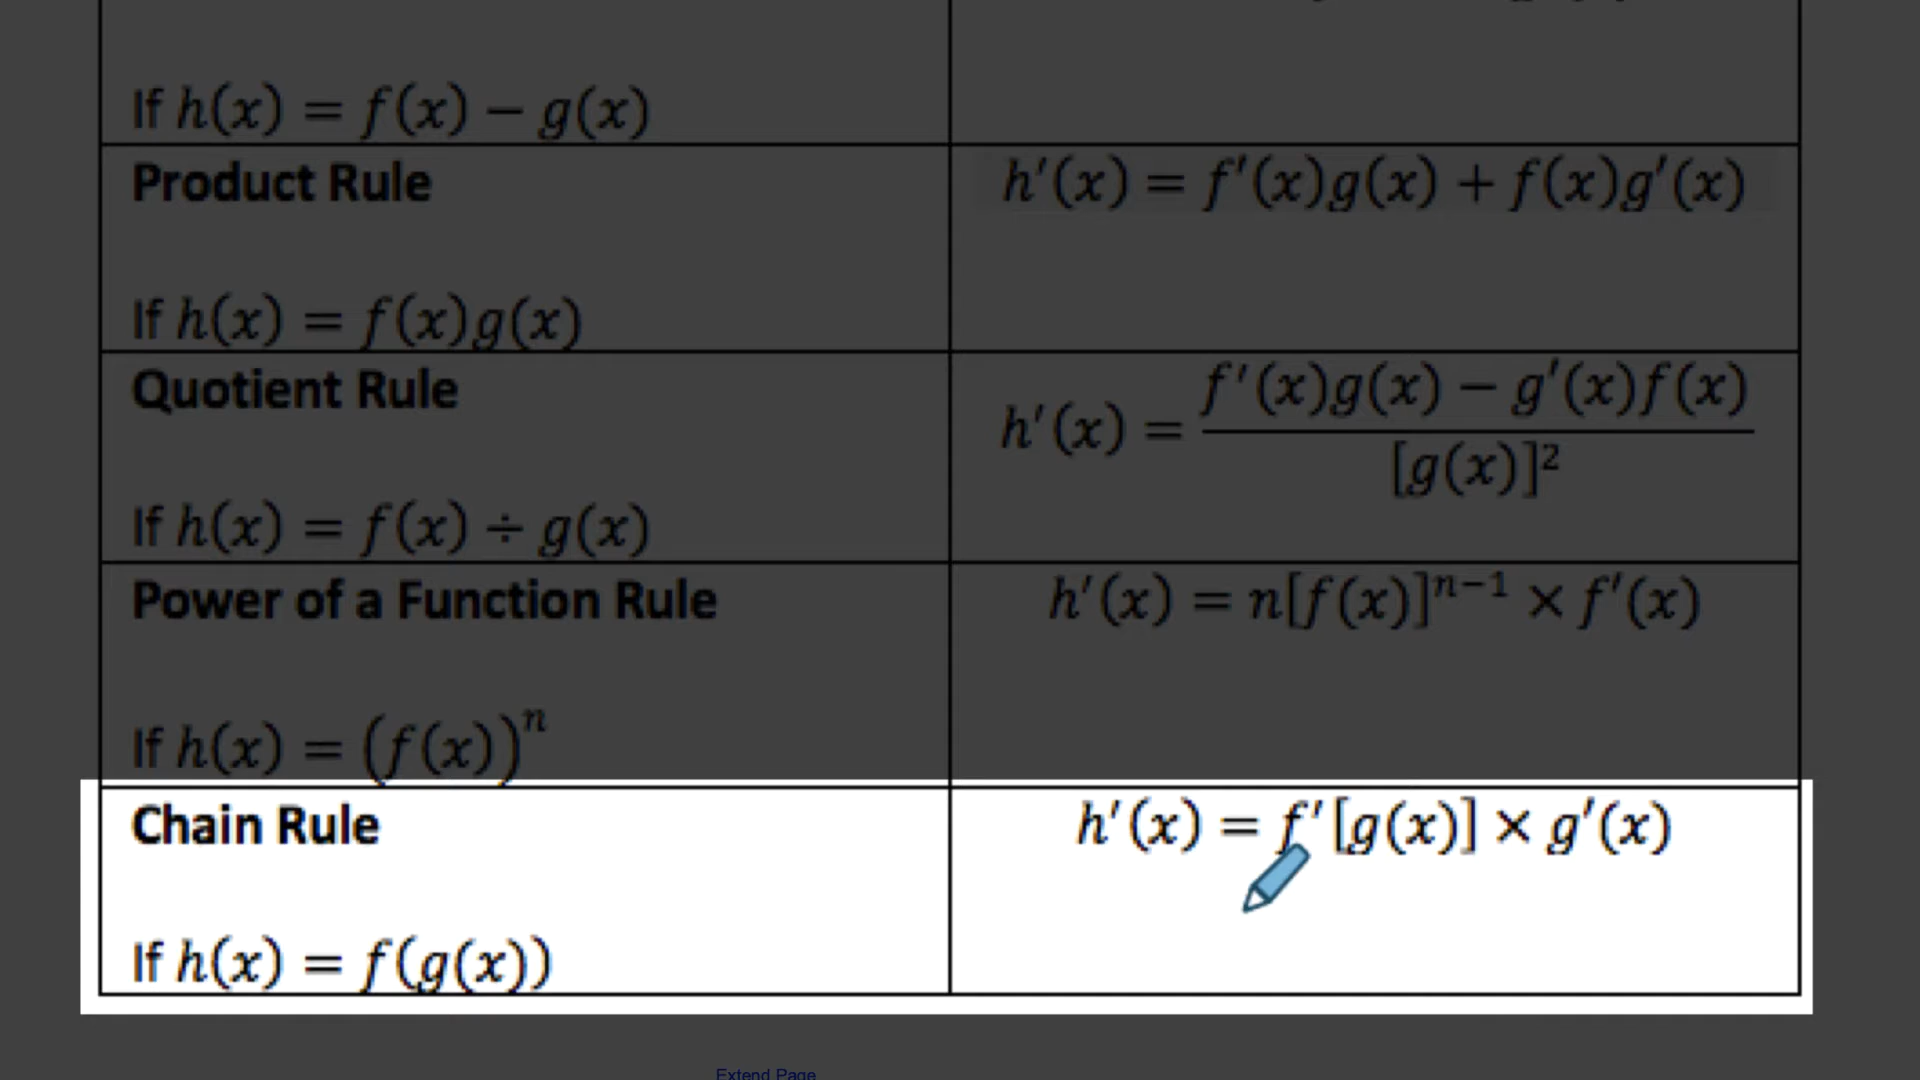 If h(x) = f(x) − g(x)
Product Rule
h′(x) = f′(x)g(x) + f(x)g′(x)
If h(x) = f(x)g(x)
Quotient Rule
h′(x) = \frac{f′(x)g(x) − g′(x)f(x)}{[g(x)]²}
If h(x) = f(x) ÷ g(x)
Power of a Function Rule
h′(x) = n[f(x)]ⁿ⁻¹ × f′(x)
If h(x) = (f(x))ⁿ
Chain Rule
h′(x) = f′[g(x)] × g′(x)
If h(x) = f(g(x))
Extend Page